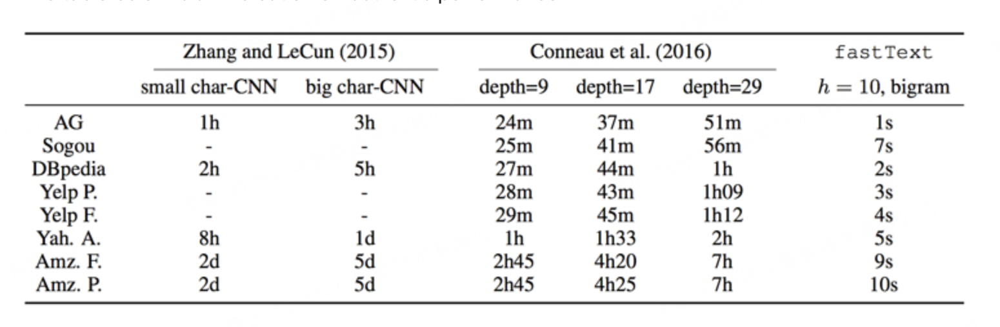 Zhang and LeCun (2015) Conneau et al. (2016) fastText
small char-CNN big char-CNN depth=9 depth=17 depth=29 h = 10, bigram
AG 1h 3h 24m 37m 51m 1s
Sogou - - 25m 41m 56m 7s
DBpedia 2h 5h 27m 44m 1h 2s
Yelp P. - - 28m 43m 1h09 3s
Yelp F. - - 29m 45m 1h12 4s
Yah. A. 8h 1d 1h 1h33 2h 5s
Amz. F. 2d 5d 2h45 4h20 7h 9s
Amz. P. 2d 5d 2h45 4h25 7h 10s